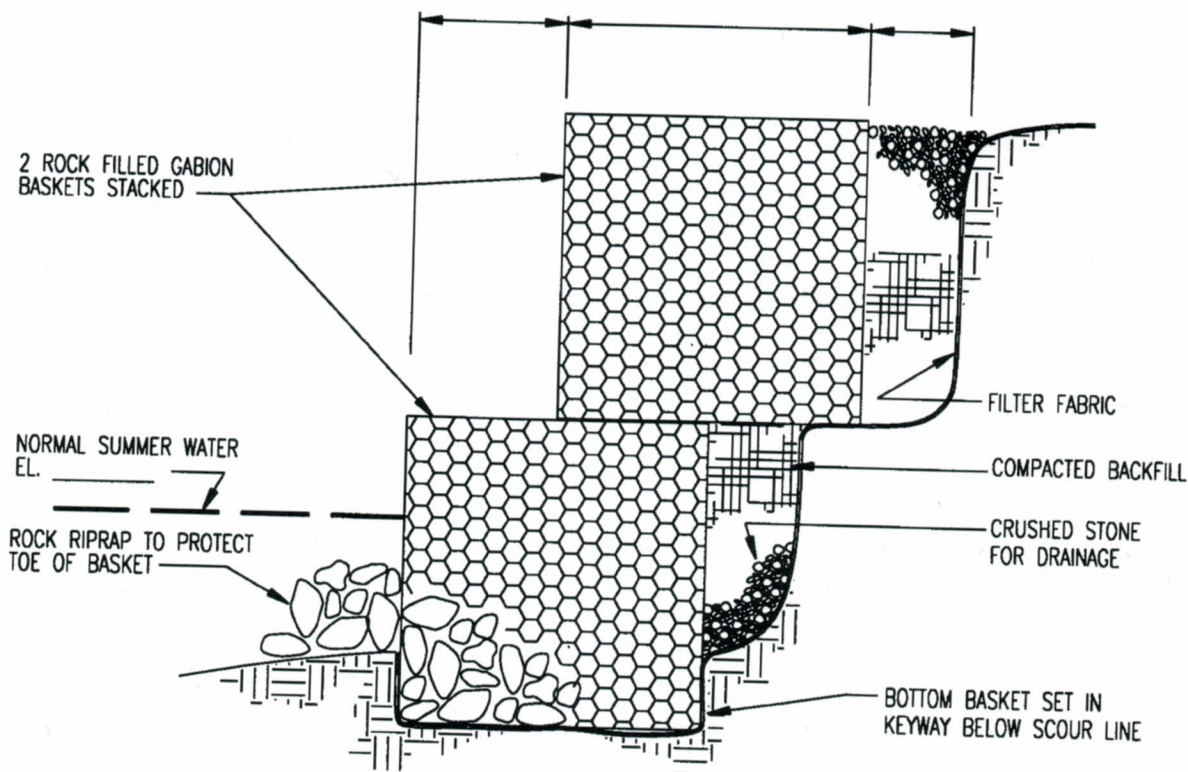 2 ROCK FILLED GABION
BASKETS STACKED
NORMAL SUMMER WATER
EL.
ROCK RIPRAP TO PROTECT
TOE OF BASKET
FILTER FABRIC
COMPACTED BACKFILL
CRUSHED STONE
FOR DRAINAGE
BOTTOM BASKET SET IN
KEYWAY BELOW SCOUR LINE